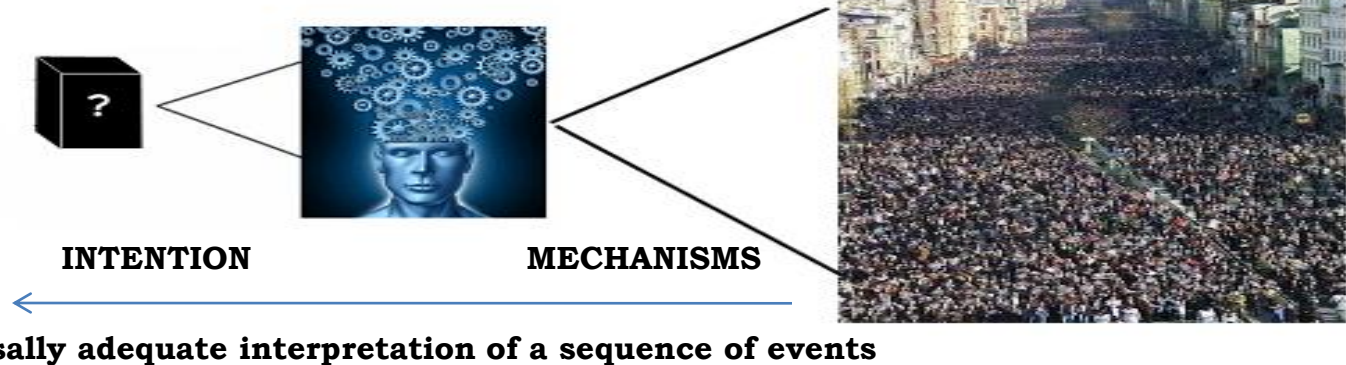 ?
INTENTION MECHANISMS
sally adequate interpretation of a sequence of events